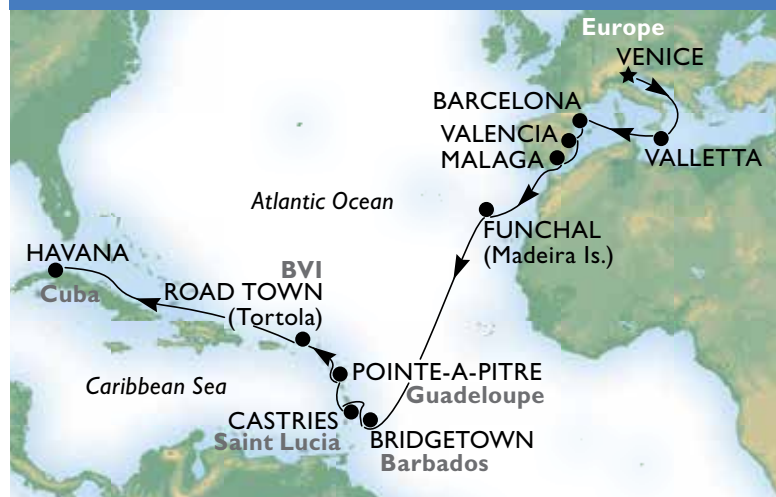 Europe
VENICE
BARCELONA
VALENCIA
MALAGA
VALLETTA
Atlantic Ocean
FUNCHAL
(Madeira Is.)
HAVANA
Cuba
BVI
ROAD TOWN
(Tortola)
POINTE-A-PITRE
Guadeloupe
Caribbean Sea
CASTRIES
Saint Lucia
BRIDGETOWN
Barbados